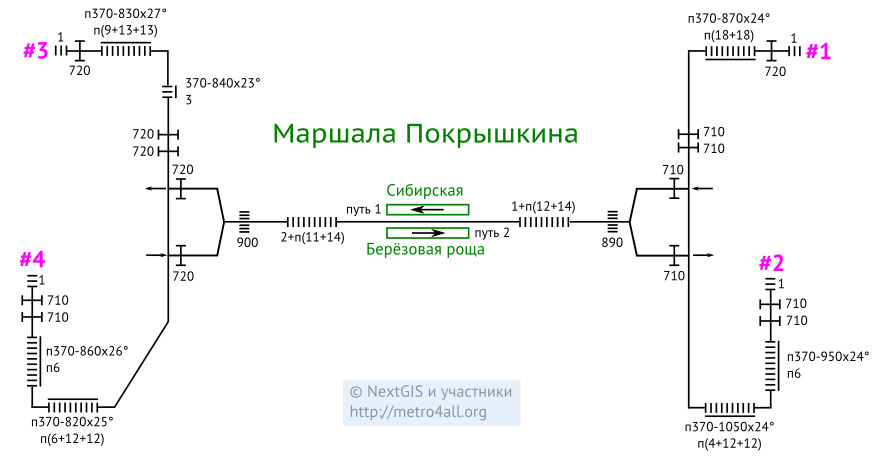 п370-830x27°
п(9+13+13)
#3
1
720
370-840x23°
3
720
720
720
720
900
2+п(11+14)
#4
1
710
710
п370-860x26°
п6
п370-820x25°
п(6+12+12)
Маршала Покрышкина
Сибирская
путь 1
путь 2
Берёзовая роща
© NextGIS и участники
http://metro4all.org
п370-870x24°
п(18+18)
1
#1
720
710
710
710
1+п(12+14)
890
710
#2
1
710
710
п370-950x24°
п6
п370-1050x24°
п(4+12+12)